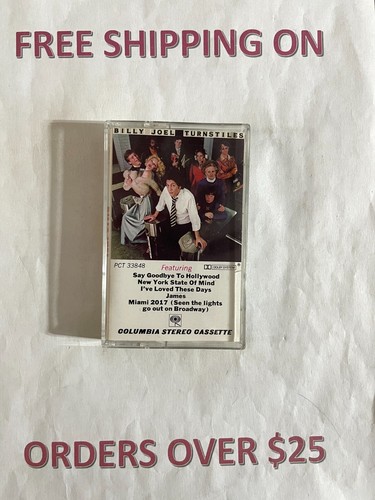 FREE SHIPPING ON
BILLY JOEL TURNSTILES
PCT 33848
Featuring
DOLBY SYSTEM
Say Goodbye To Hollywood
New York State Of Mind
I've Loved These Days
James
Miami 2017 (Seen the lights
go out on Broadway)
COLUMBIA STEREO CASSETTE
ORDERS OVER $25